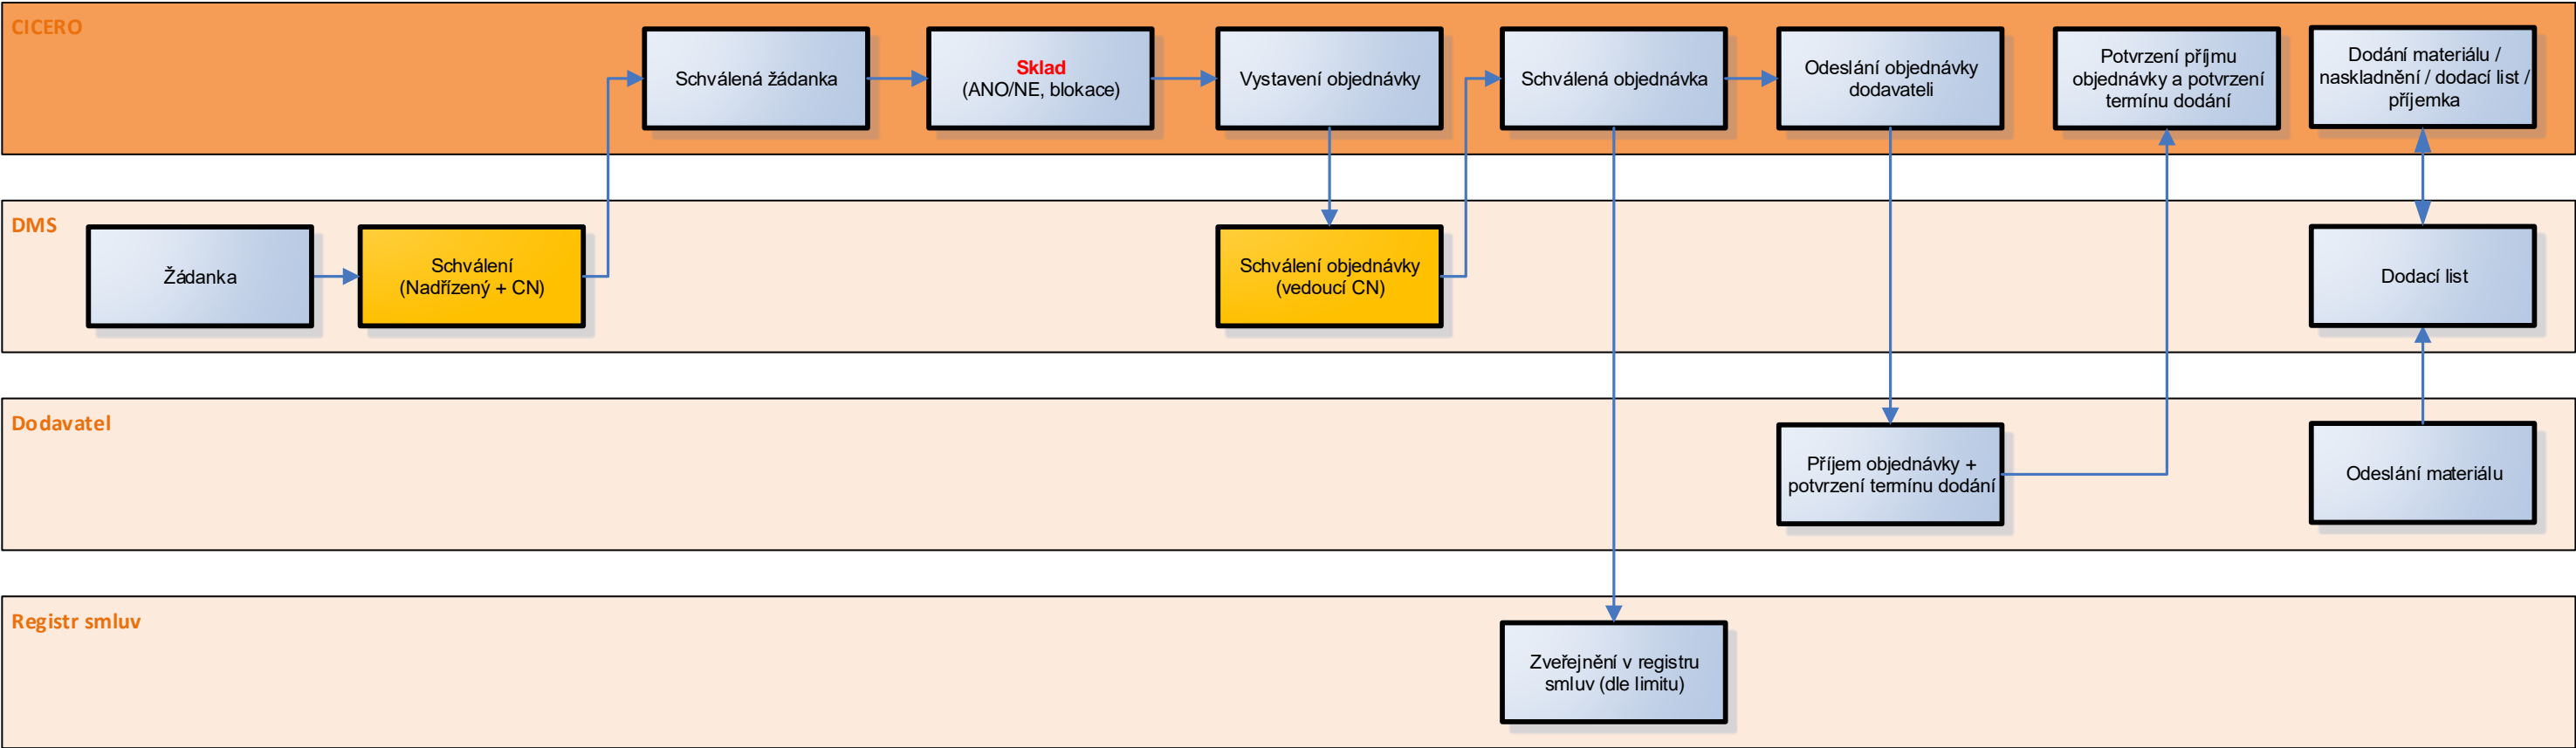 CICERO
Schválená žádanka
Sklad
(ANO/NE, blokace)
Vystavení objednávky
Schválená objednávka
Odeslání objednávky
dodavateli
Potvrzení příjmu
objednávky a potvrzení
termínu dodání
Dodání materiálu /
naskladnění / dodací list /
příjemka
DMS
Žádanka
Schválení
(Nadřízený + CN)
Schválení objednávky
(vedoucí CN)
Dodací list
Dodavatel
Příjem objednávky +
potvrzení termínu dodání
Odeslání materiálu
Registr smluv
Zveřejnění v registru
smluv (dle limitu)